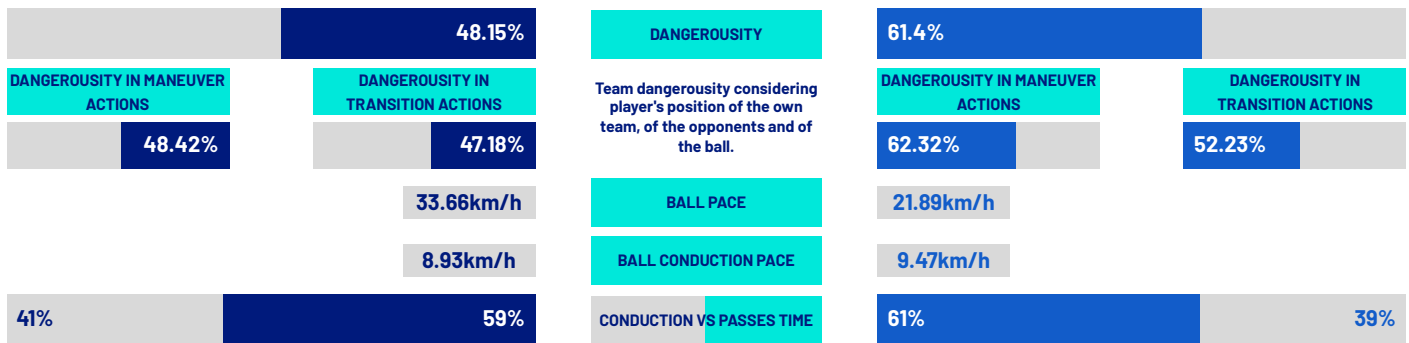 48.15%
DANGEROUSITY
61.4%
DANGEROUSITY IN MANEUVER
ACTIONS
DANGEROUSITY IN
TRANSITION ACTIONS
Team dangerousity considering
player's position of the own
team, of the opponents and of
the ball.
DANGEROUSITY IN MANEUVER
ACTIONS
DANGEROUSITY IN
TRANSITION ACTIONS
48.42%
47.18%
62.32%
52.23%
33.66km/h
BALL PACE
21.89km/h
8.93km/h
BALL CONDUCTION PACE
9.47km/h
41%
59%
CONDUCTION VS PASSES TIME
61%
39%